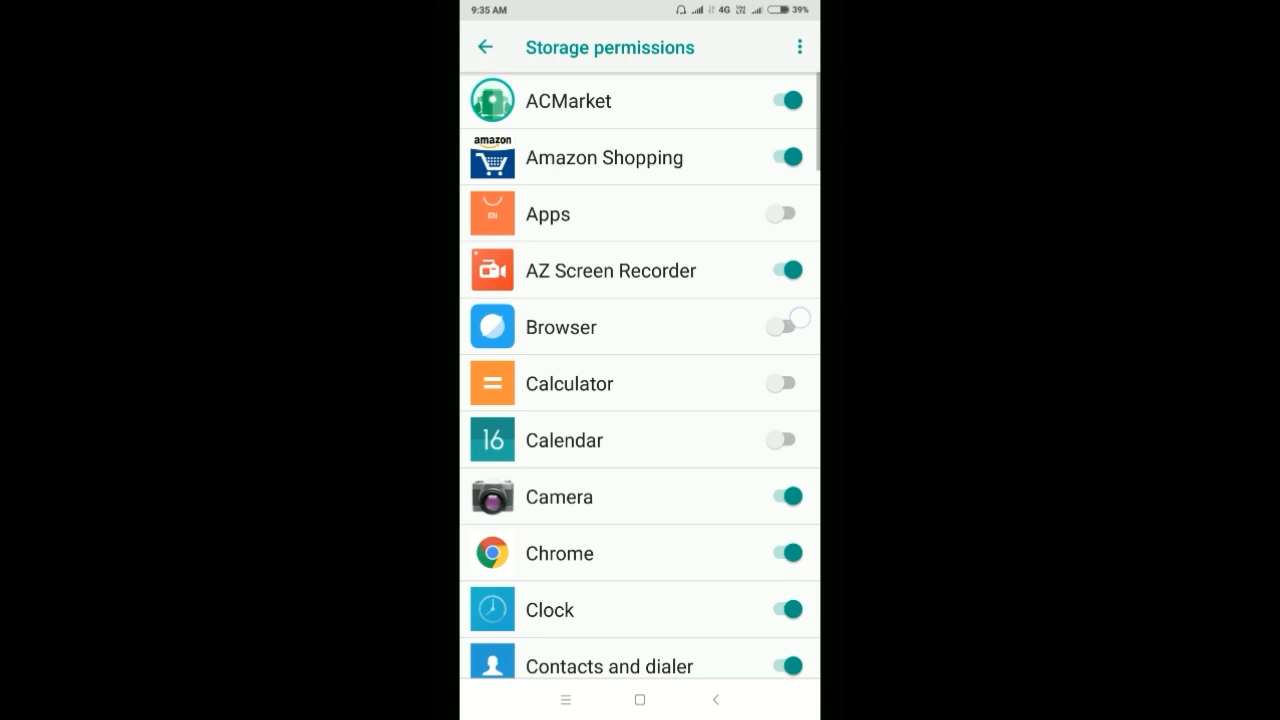 9:35 AM 4G 39%
Storage permissions
ACMarket
amazon
Amazon Shopping
MI
Apps
AZ Screen Recorder
Browser
Calculator
16
Calendar
Camera
Chrome
Clock
Contacts and dialer